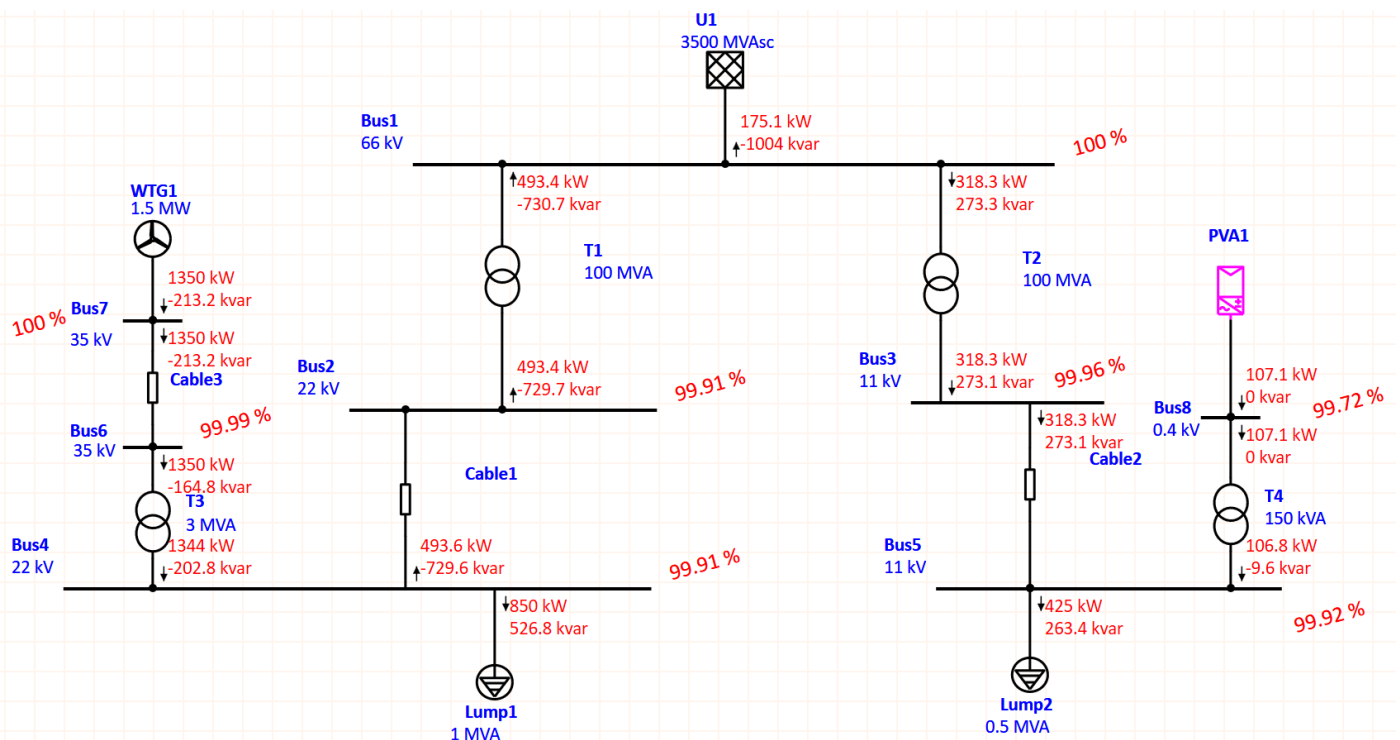 U1
3500 MVAsc
175.1 kW
-1004 kvar
Bus1
66 kV
100 %
493.4 kW
-730.7 kvar
318.3 kW
273.3 kvar
WTG1
1.5 MW
T1
100 MVA
T2
100 MVA
PVA1
1350 kW
-213.2 kvar
Bus7
35 kV
100 %
1350 kW
-213.2 kvar
Cable3
Bus2
22 kV
493.4 kW
-729.7 kvar
99.91 %
Bus3
11 kV
318.3 kW
273.1 kvar
99.96 %
107.1 kW
0 kvar
Bus8
0.4 kV
99.72 %
107.1 kW
0 kvar
318.3 kW
273.1 kvar
Cable2
Bus6
35 kV
99.99 %
1350 kW
-164.8 kvar
T3
3 MVA
1344 kW
-202.8 kvar
Cable1
493.6 kW
-729.6 kvar
T4
150 kVA
106.8 kW
-9.6 kvar
Bus4
22 kV
99.91 %
Bus5
11 kV
99.92 %
850 kW
526.8 kvar
Lump1
1 MVA
425 kW
263.4 kvar
Lump2
0.5 MVA